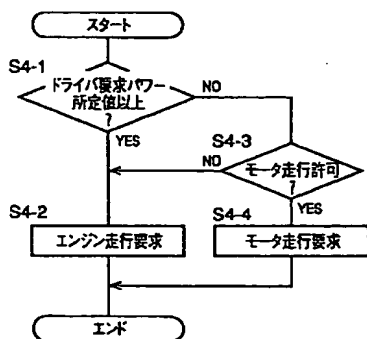 スタート
S4-1
ドライバ要求パワー
所定値以上
?
NO
YES
S4-3
NO
モータ走行許可
?
YES
S4-2
エンジン走行要求
S4-4
モータ走行要求
エンド